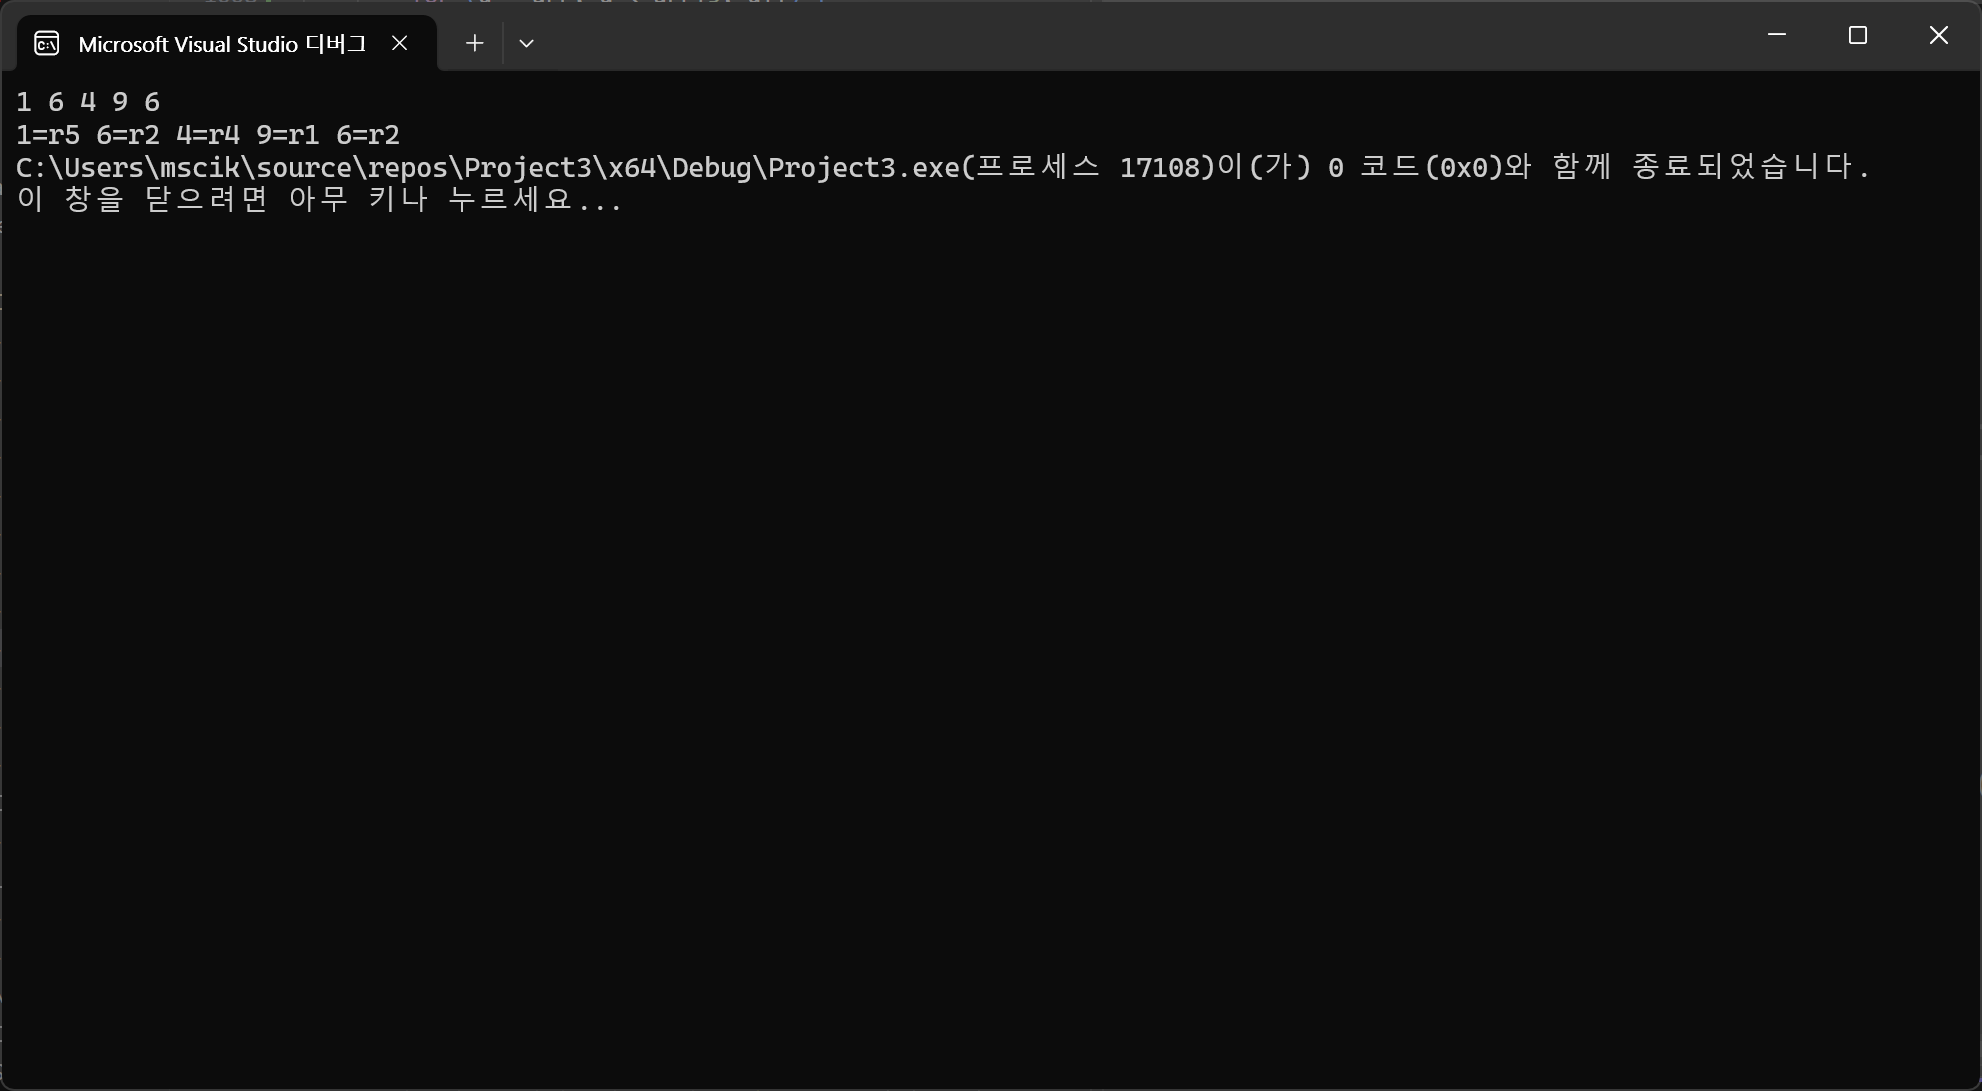 Microsoft Visual Studio 디버그
1 6 4 9 6
1=r5 6=r2 4=r4 9=r1 6=r2
C:\Users\mscik\source\repos\Project3\x64\Debug\Project3.exe(프로세스 17108)이(가) 0 코드(0x0)와 함께 종료되었습니다.
이 창을 닫으려면 아무 키나 누르세요...